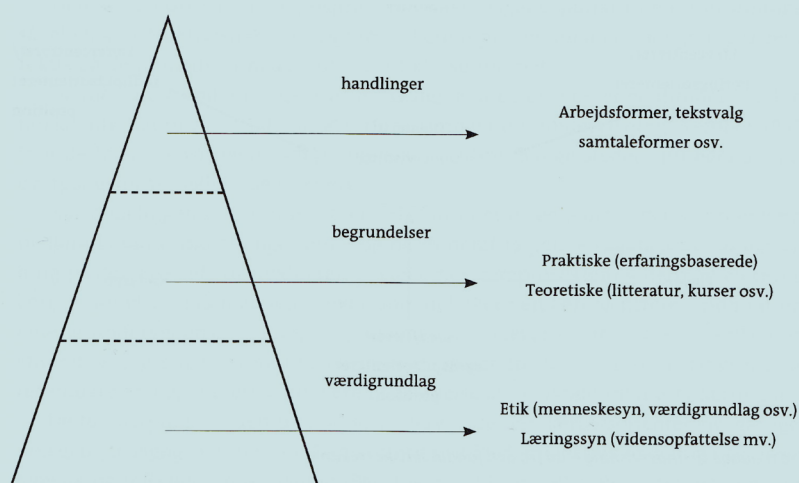 handlinger
Arbejdsformer, tekstvalg
samtaleformer osv.
begrundelser
Praktiske (erfaringsbaserede)
Teoretiske (litteratur, kurser osv.)
værdigrundlag
Etik (menneskesyn, værdigrundlag osv.)
Læringssyn (vidensopfattelse mv.)